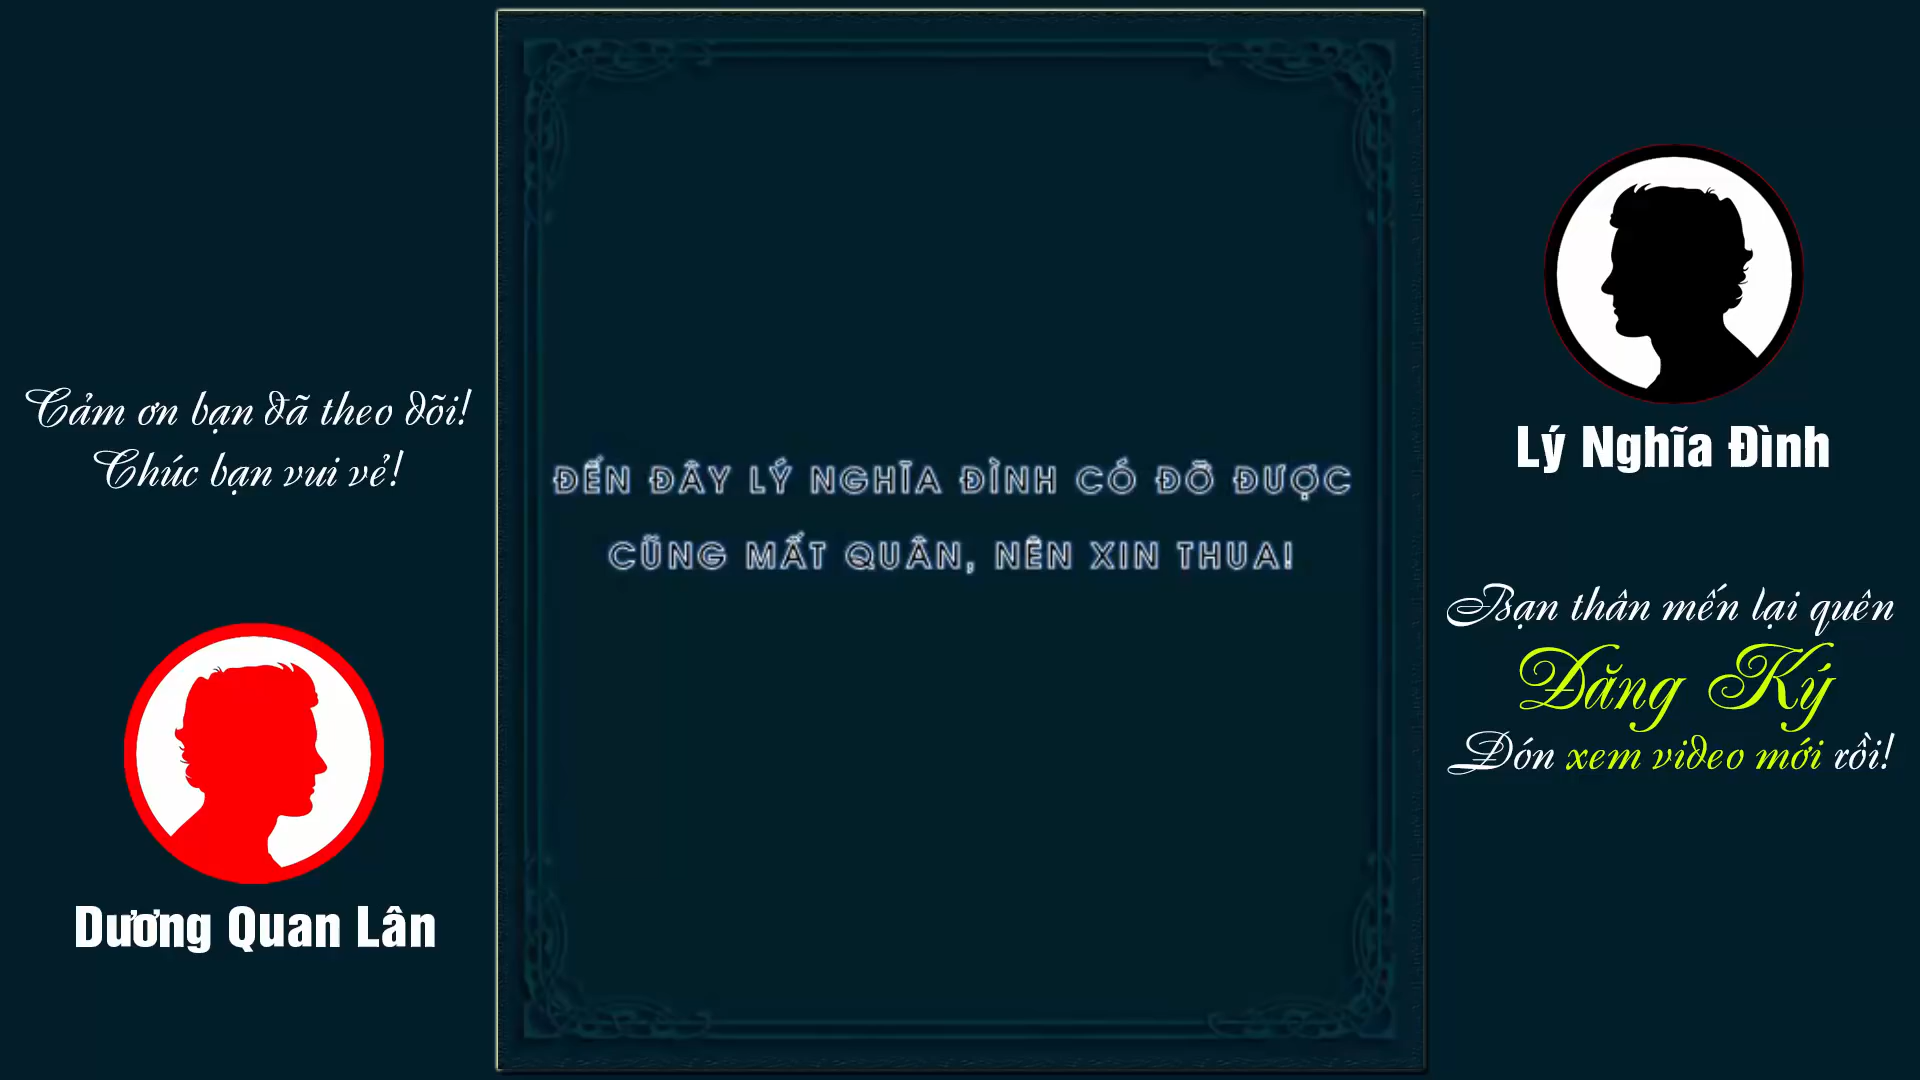 Cảm ơn bạn đã theo dõi!
Chúc bạn vui vẻ!
Dương Quan Lân
ĐẾN ĐÂY LÝ NGHĨA ĐÌNH CÓ ĐỠ ĐƯỢC
CŨNG MẤT QUÂN, NÊN XIN THUA!
Lý Nghĩa Đình
Bạn thân mến lại quên
Đăng Ký
Đón xem video mới rồi!